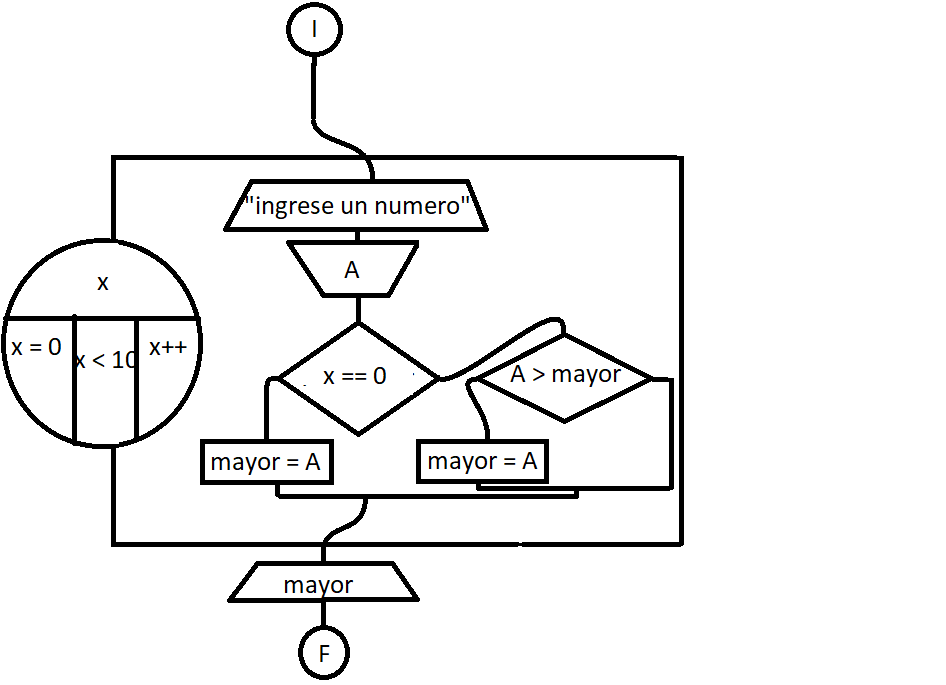 I
"ingrese un numero"
A
x
x = 0
x < 10
x++
x == 0
A > mayor
mayor = A
mayor = A
mayor
F